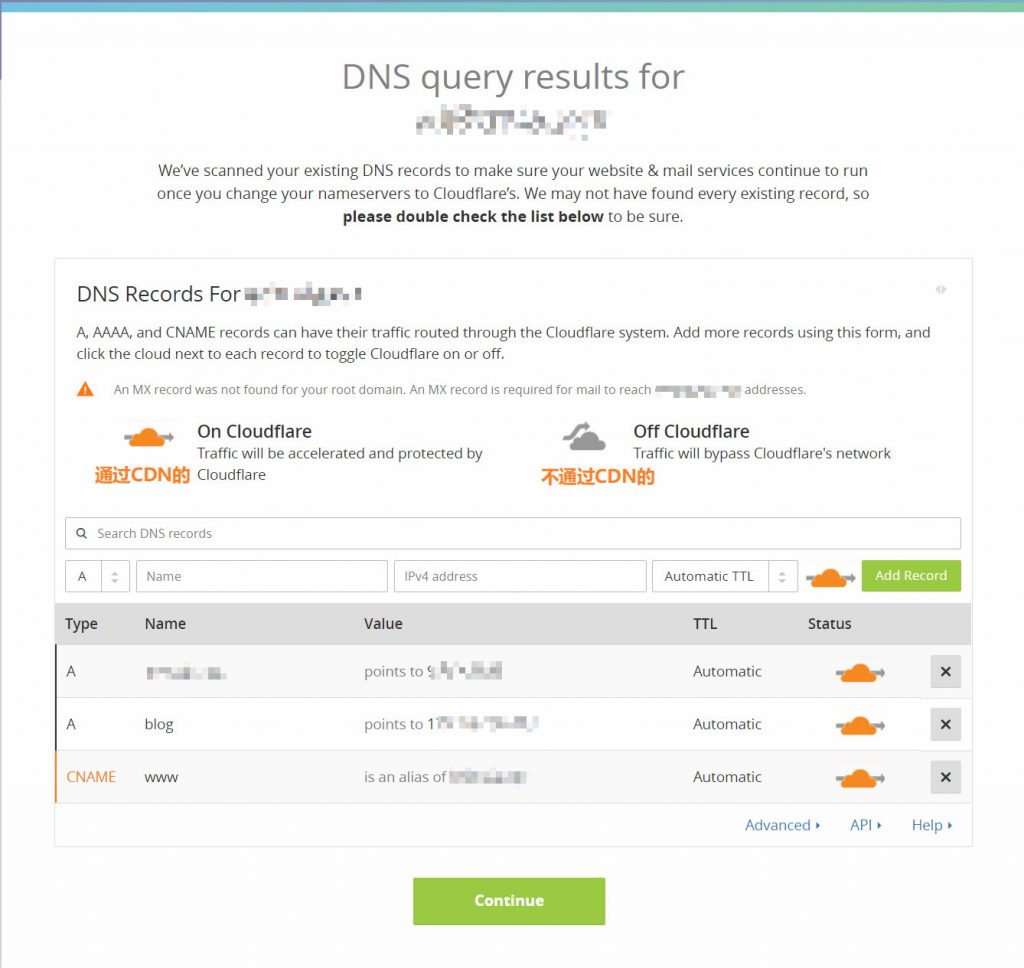 DNS query results for
We've scanned your existing DNS records to make sure your website & mail services continue to run
once you change your nameservers to Cloudflare's. We may not have found every existing record, so
please double check the list below to be sure.
DNS Records For
A, AAAA, and CNAME records can have their traffic routed through the Cloudflare system. Add more records using this form, and
click the cloud next to each record to toggle Cloudflare on or off.
An MX record was not found for your root domain. An MX record is required for mail to reach addresses.
On Cloudflare
Traffic will be accelerated and protected by
Cloudflare
通过CDN的
Off Cloudflare
Traffic will bypass Cloudflare's network
不通过CDN的
Search DNS records
A Name IPv4 address Automatic TTL Add Record
Type Name Value TTL Status
A points to Automatic
A blog points to Automatic
CNAME www is an alias of Automatic
Advanced API Help
Continue